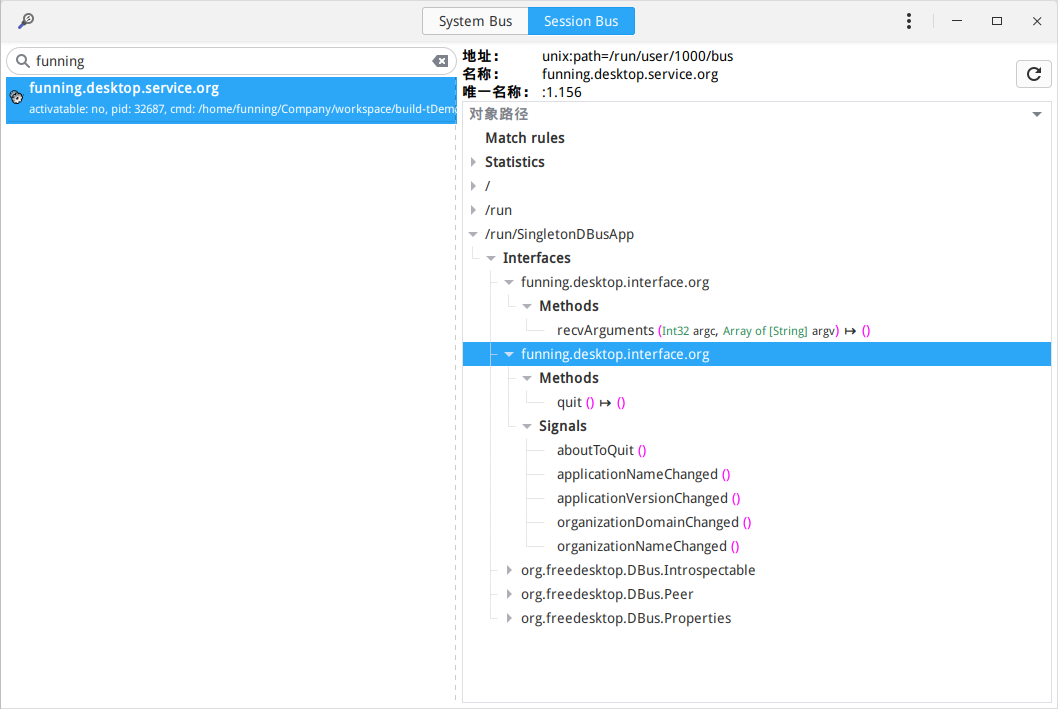 System Bus Session Bus
funning
funning.desktop.service.org
activatable: no, pid: 32687, cmd: /home/funning/Company/workspace/build-tDem
地址： unix:path=/run/user/1000/bus
名称： funning.desktop.service.org
唯一名称： :1.156
对象路径
Match rules
Statistics
/
/run
/run/SingletonDBusApp
Interfaces
funning.desktop.interface.org
Methods
recvArguments (Int32 argc, Array of [String] argv) ↦ ()
funning.desktop.interface.org
Methods
quit () ↦ ()
Signals
aboutToQuit ()
applicationNameChanged ()
applicationVersionChanged ()
organizationDomainChanged ()
organizationNameChanged ()
org.freedesktop.DBus.Introspectable
org.freedesktop.DBus.Peer
org.freedesktop.DBus.Properties